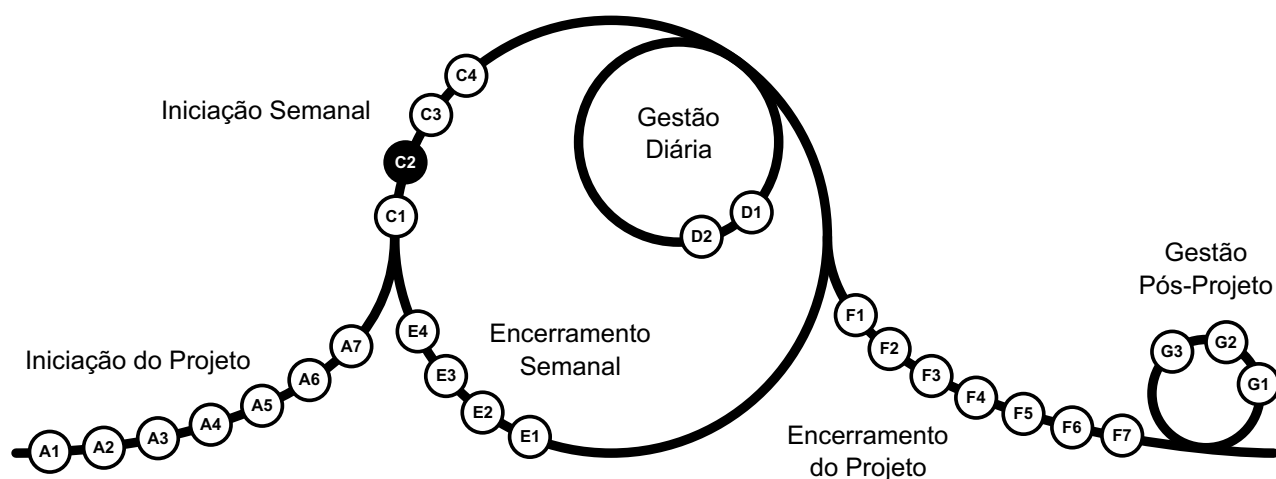 Iniciação do Projeto
A1
A2
A3
A4
A5
A6
A7
Iniciação Semanal
C1
C2
C3
C4
Gestão
Diária
D1
D2
Encerramento
Semanal
E1
E2
E3
E4
Encerramento
do Projeto
F1
F2
F3
F4
F5
F6
F7
Gestão
Pós-Projeto
G1
G2
G3